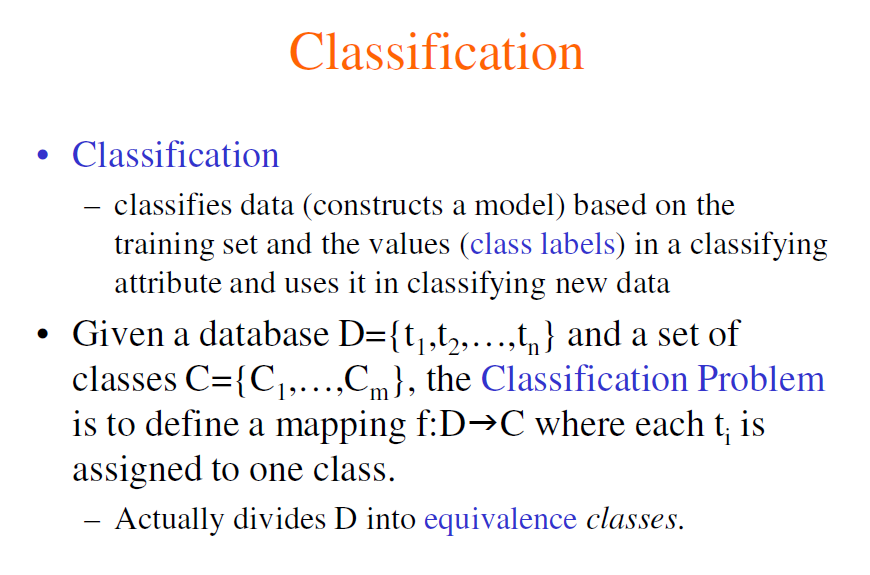 Classification
• Classification
– classifies data (constructs a model) based on the
training set and the values (class labels) in a classifying
attribute and uses it in classifying new data
• Given a database D={t₁,t₂,…,tₙ} and a set of
classes C={C₁,…,Cₘ}, the Classification Problem
is to define a mapping f:D→C where each tᵢ is
assigned to one class.
– Actually divides D into equivalence classes.